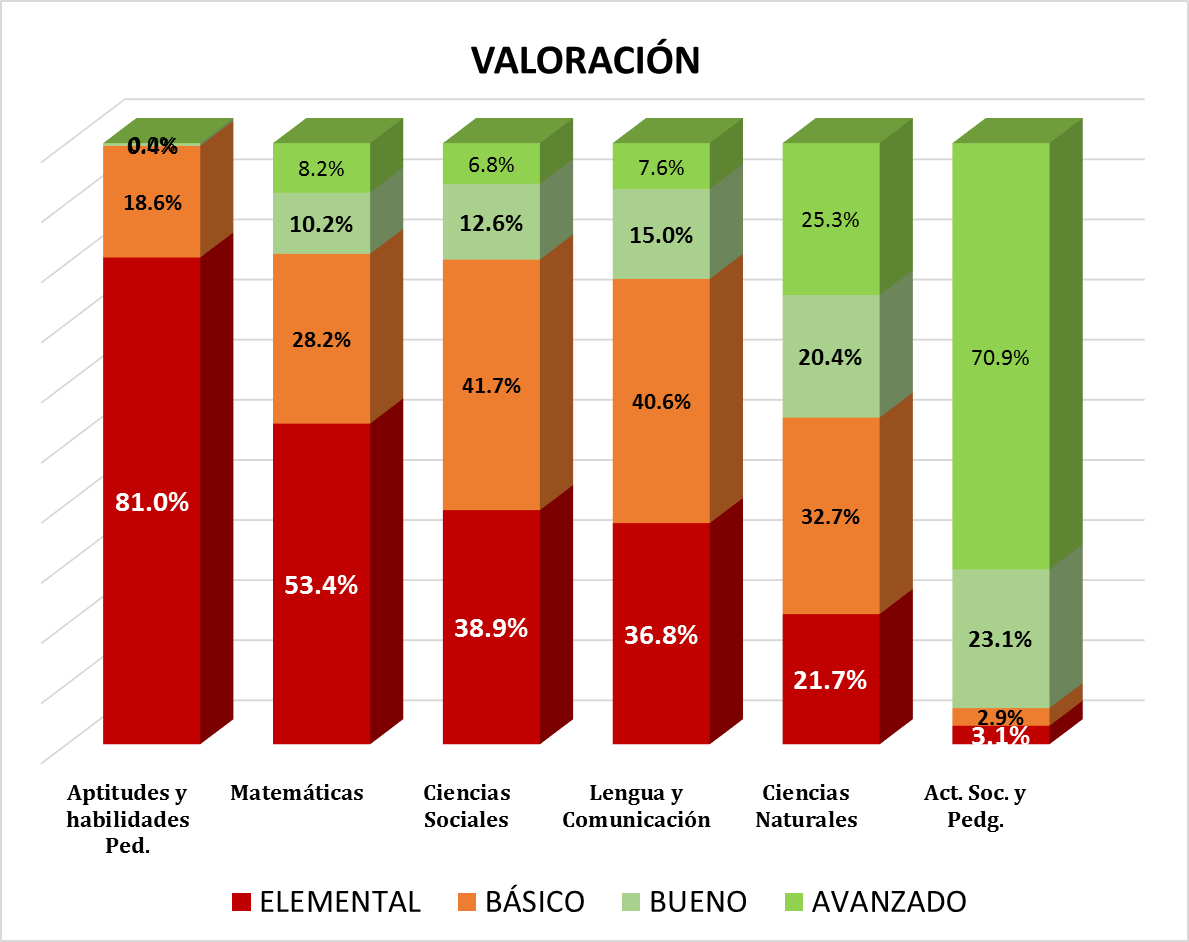 VALORACIÓN
0.0%
0.4%
18.6%
81.0%
8.2%
10.2%
28.2%
53.4%
6.8%
12.6%
41.7%
38.9%
7.6%
15.0%
40.6%
36.8%
25.3%
20.4%
32.7%
21.7%
70.9%
23.1%
2.9%
3.1%
Aptitudes y
habilidades
Ped.
Matemáticas
Ciencias
Sociales
Lengua y
Comunicación
Ciencias
Naturales
Act. Soc. y
Pedg.
ELEMENTAL
BÁSICO
BUENO
AVANZADO